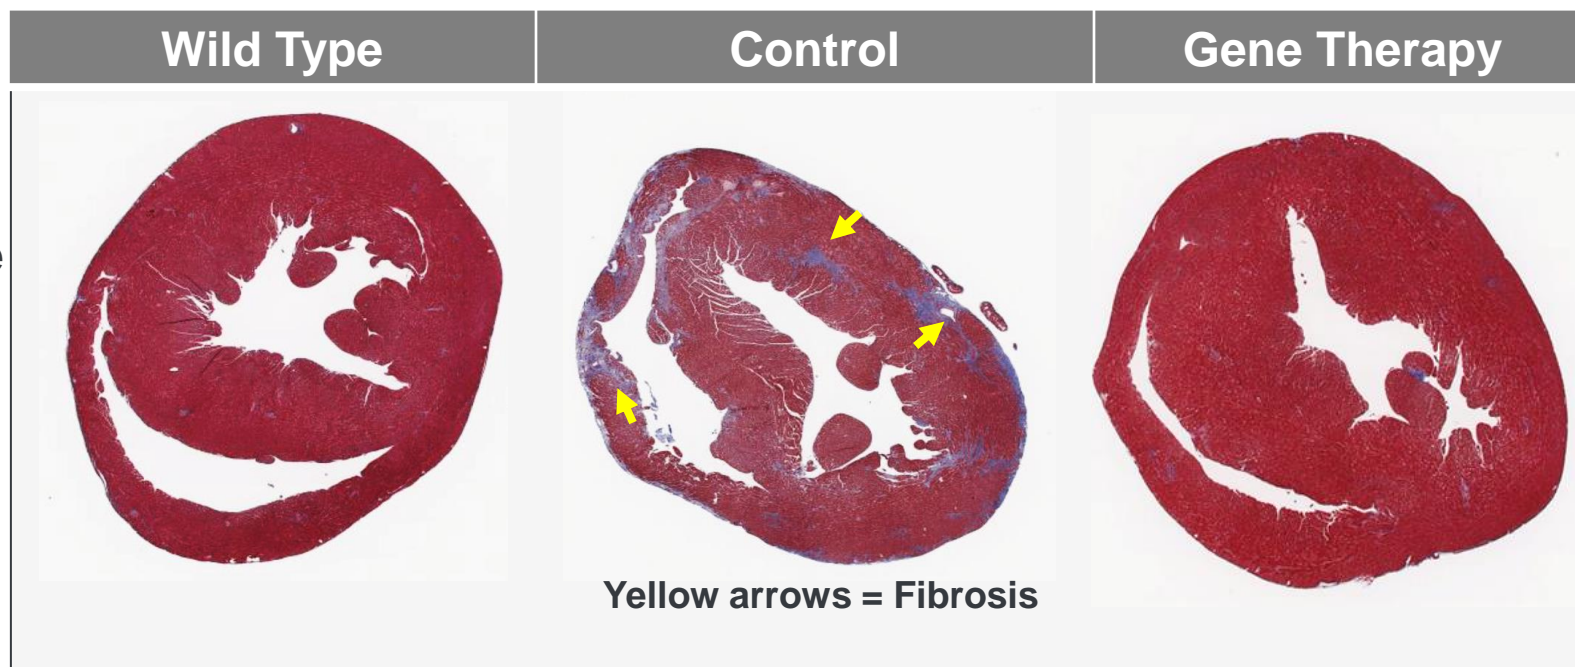 Wild Type
Control
Gene Therapy
e
Yellow arrows = Fibrosis